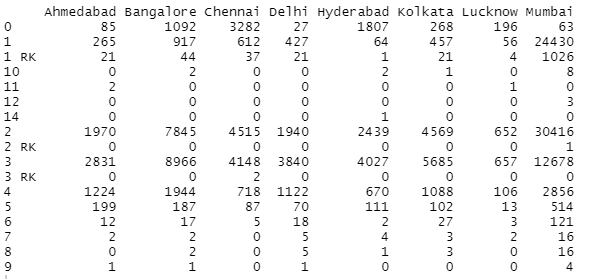 Ahmedabad Bangalore Chennai Delhi Hyderabad Kolkata Lucknow Mumbai
0 85 1092 3282 27 1807 268 196 63
1 265 917 612 427 64 457 56 24430
1 RK 21 44 37 21 1 21 4 1026
10 0 2 0 0 2 1 0 8
11 2 0 0 0 0 0 1 0
12 0 0 0 0 0 0 0 3
14 0 0 0 0 1 0 0 0
2 1970 7845 4515 1940 2439 4569 652 30416
2 RK 0 0 0 0 0 0 0 1
3 2831 8966 4148 3840 4027 5685 657 12678
3 RK 0 0 2 0 0 0 0 0
4 1224 1944 718 1122 670 1088 106 2856
5 199 187 87 70 111 102 13 514
6 12 17 5 18 2 27 3 121
7 2 2 0 5 4 3 2 16
8 0 2 0 5 1 3 0 16
9 1 1 0 1 0 0 0 4